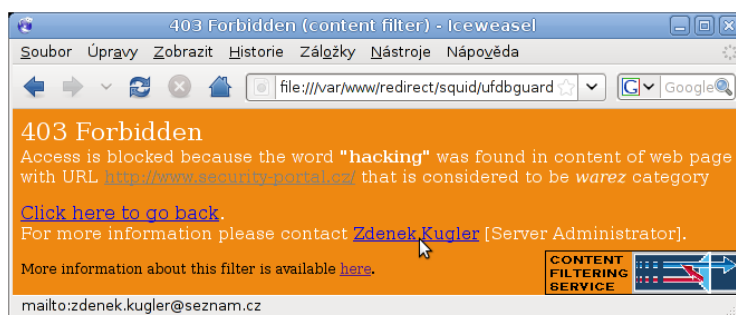 403 Forbidden (content filter) - Iceweasel
Soubor Úpravy Zobrazit Historie Záložky Nástroje Nápověda
file:///var/www/redirect/squid/ufdbguard G Google
403 Forbidden
Access is blocked because the word "hacking" was found in content of web page
with URL http://www.security-portal.cz/ that is considered to be warez category
Click here to go back.
For more information please contact Zdenek Kugler [Server Administrator].
More information about this filter is available here.
CONTENT
FILTERING
SERVICE
mailto:zdenek.kugler@seznam.cz